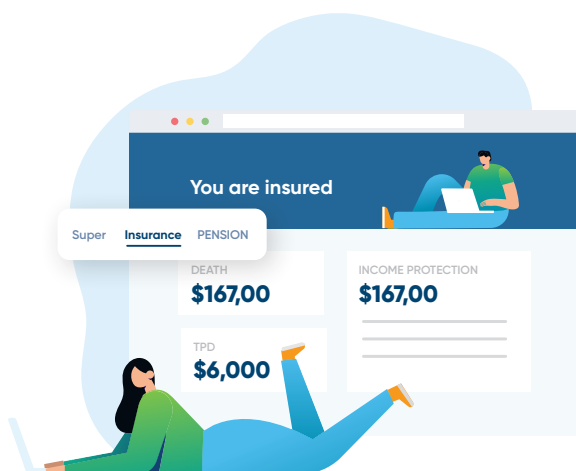 You are insured
Super Insurance PENSION
DEATH
$167,00
INCOME PROTECTION
$167,00
TPD
$6,000